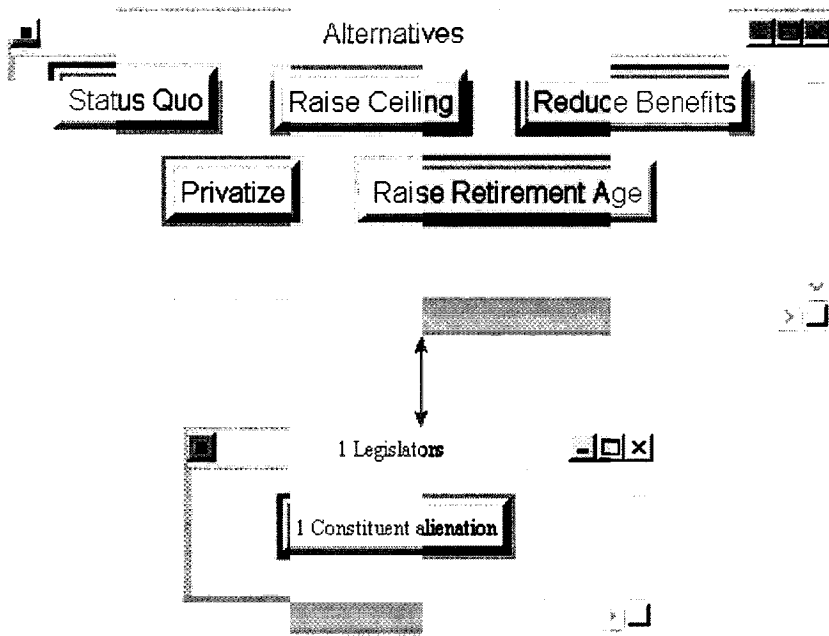 Alternatives
Status Quo Raise Ceiling Reduce Benefits
Privatize Raise Retirement Age
1 Legislators
1 Constituent alienation